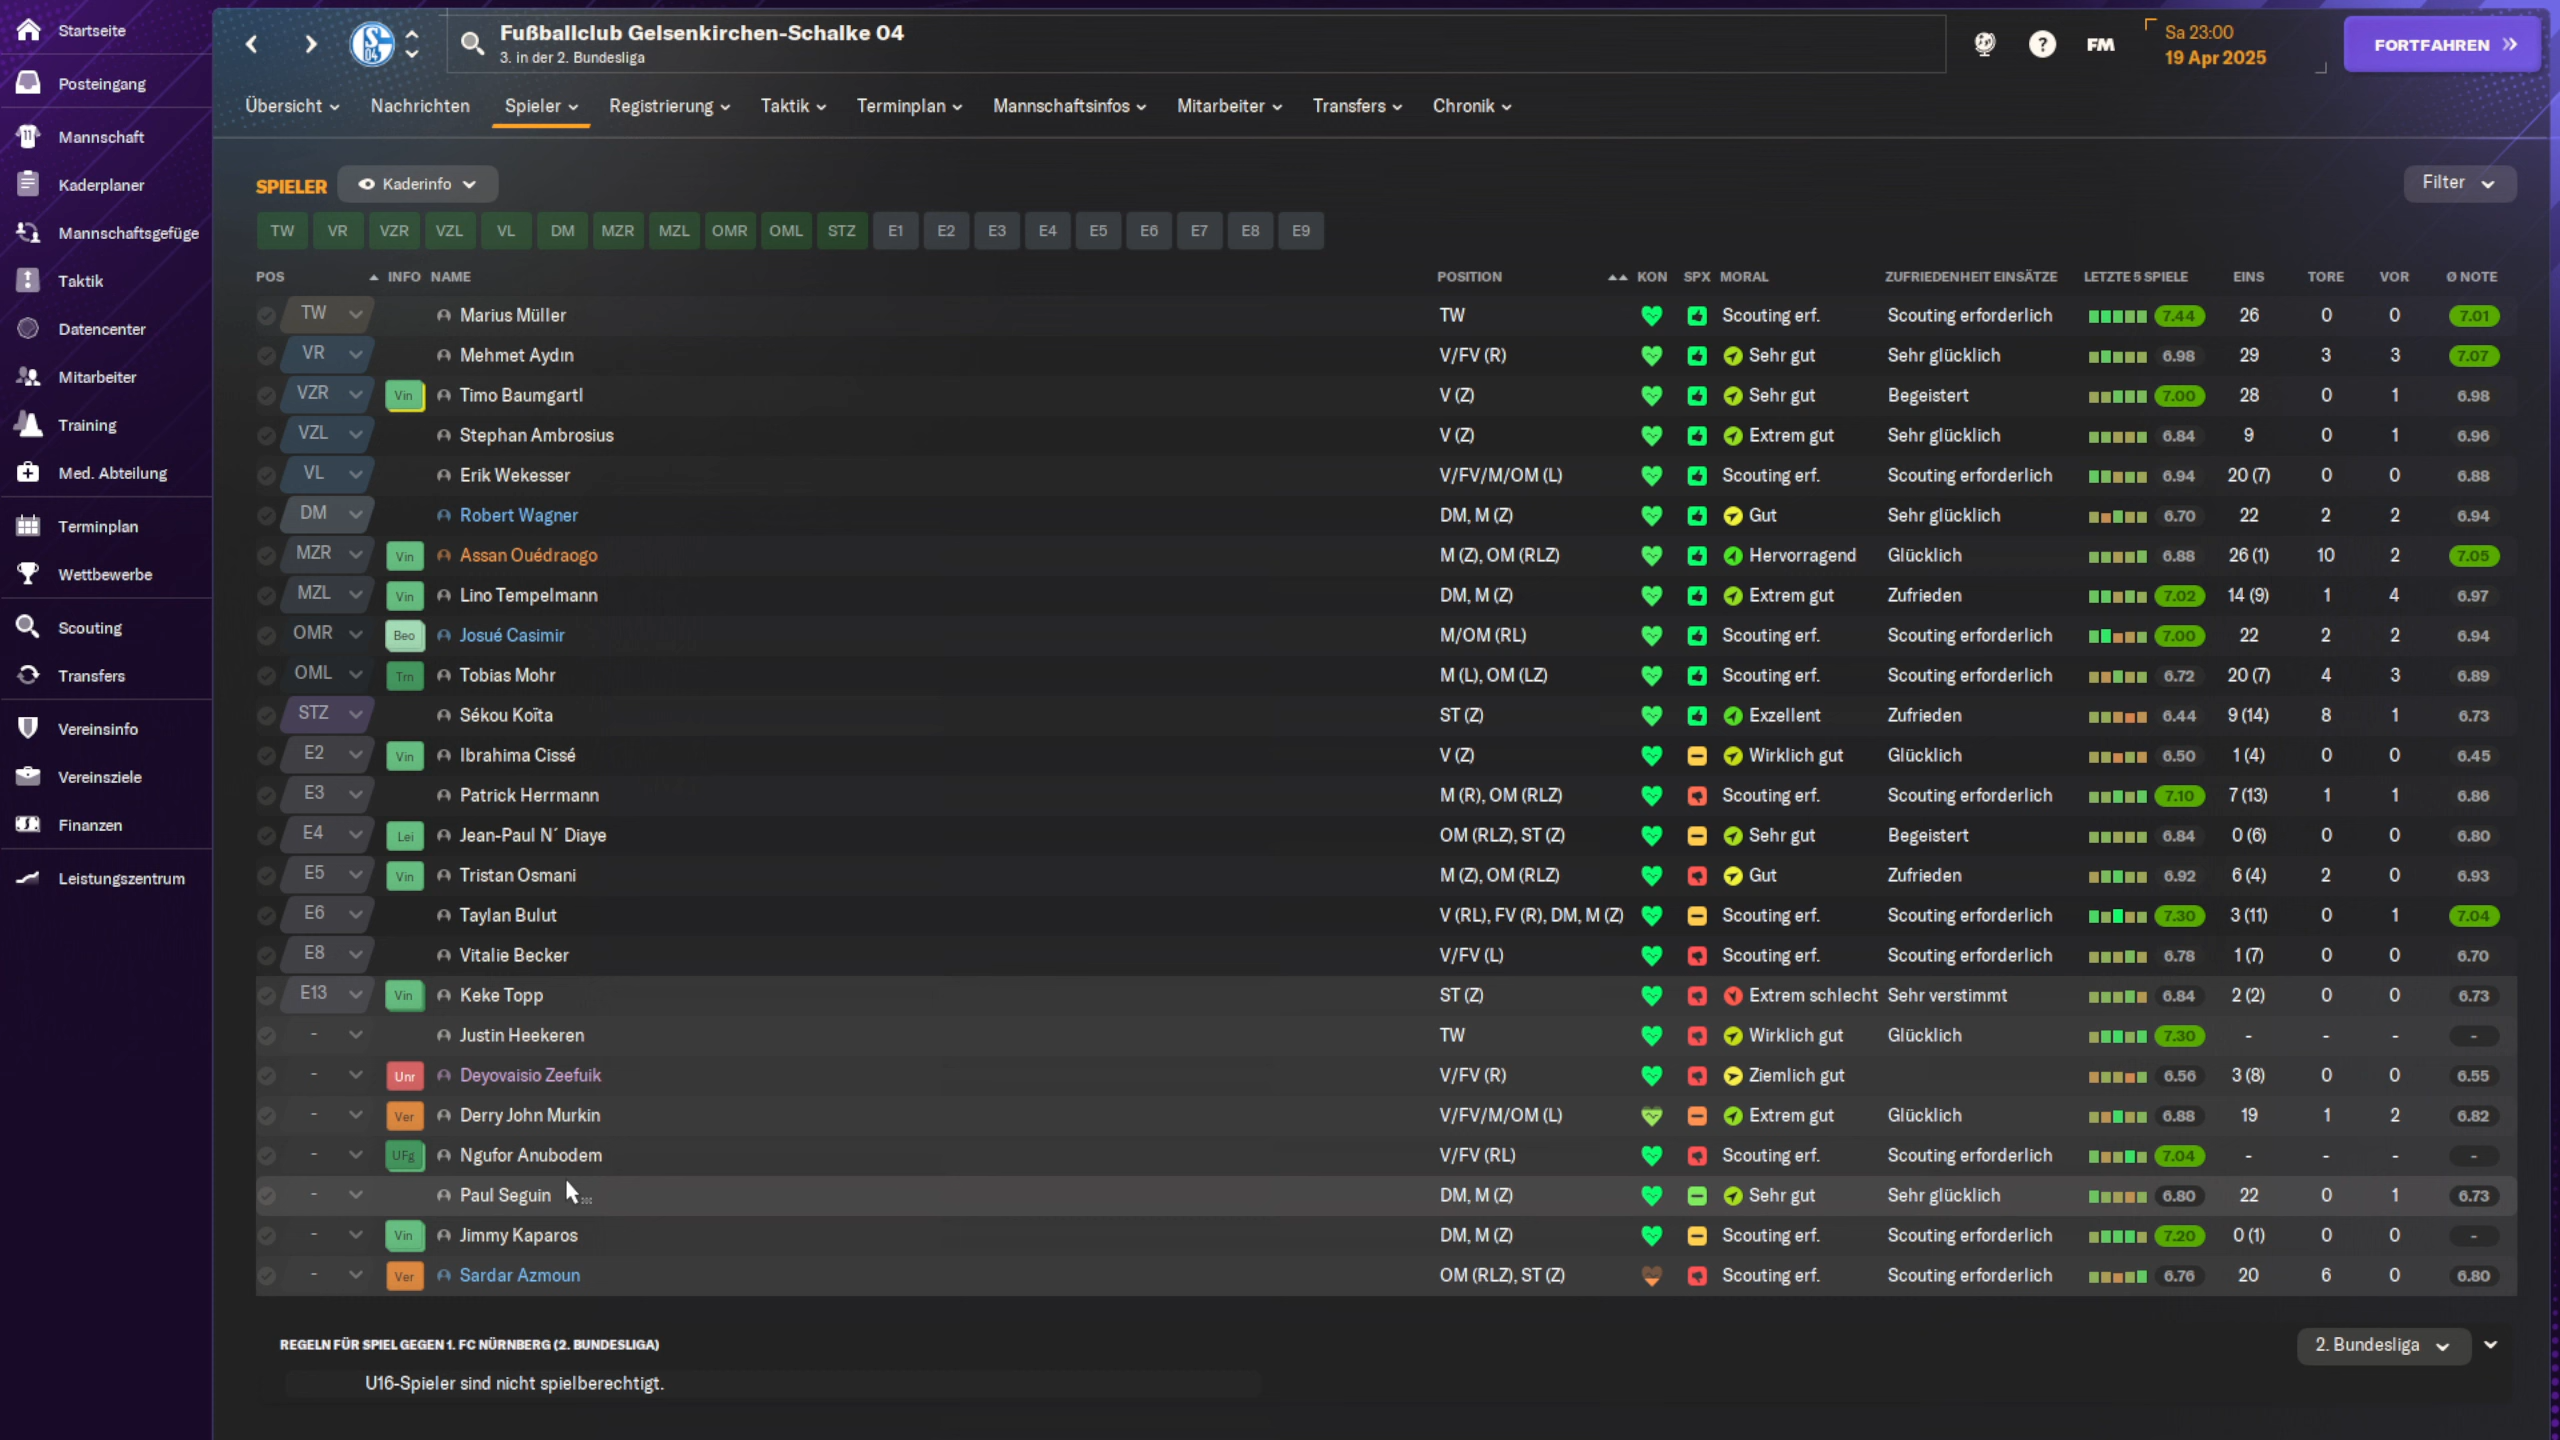 Startseite
Posteingang
Mannschaft
Kaderplaner
Mannschaftsgefüge
Taktik
Datencenter
Mitarbeiter
Training
Med. Abteilung
Terminplan
Wettbewerbe
Scouting
Transfers
Vereinsinfo
Vereinsziele
Finanzen
Leistungszentrum
Fußballclub Gelsenkirchen-Schalke 04
3. in der 2. Bundesliga
FM
Sa 23:00
19 Apr 2025
FORTFAHREN
Übersicht Nachrichten Spieler Registrierung Taktik Terminplan Mannschaftsinfos Mitarbeiter Transfers Chronik
SPIELER Kaderinfo Filter
TW VR VZR VZL VL DM MZR MZL OMR OML STZ E1 E2 E3 E4 E5 E6 E7 E8 E9
POS INFO NAME POSITION KON SPX MORAL ZUFRIEDENHEIT EINSÄTZE LETZTE 5 SPIELE EINS TORE VOR Ø NOTE
TW Marius Müller TW Scouting erf. Scouting erforderlich 7.44 26 0 0 7.01
VR Mehmet Aydın V/FV (R) Sehr gut Sehr glücklich 6.98 29 3 3 7.07
VZR Vin Timo Baumgartl V (Z) Sehr gut Begeistert 7.00 28 0 1 6.98
VZL Stephan Ambrosius V (Z) Extrem gut Sehr glücklich 6.84 9 0 1 6.96
VL Erik Wekesser V/FV/M/OM (L) Scouting erf. Scouting erforderlich 6.94 20 (7) 0 0 6.88
DM Robert Wagner DM, M (Z) Gut Sehr glücklich 6.70 22 2 2 6.94
MZR Vin Assan Ouédraogo M (Z), OM (RLZ) Hervorragend Glücklich 6.88 26 (1) 10 2 7.05
MZL Vin Lino Tempelmann DM, M (Z) Extrem gut Zufrieden 7.02 14 (9) 1 4 6.97
OMR Beo Josué Casimir M/OM (RL) Scouting erf. Scouting erforderlich 7.00 22 2 2 6.94
OML Trn Tobias Mohr M (L), OM (LZ) Scouting erf. Scouting erforderlich 6.72 20 (7) 4 3 6.89
STZ Sékou Koïta ST (Z) Exzellent Zufrieden 6.44 9 (14) 8 1 6.73
E2 Vin Ibrahima Cissé V (Z) Wirklich gut Glücklich 6.50 1 (4) 0 0 6.45
E3 Patrick Herrmann M (R), OM (RLZ) Scouting erf. Scouting erforderlich 7.10 7 (13) 1 1 6.86
E4 Lei Jean-Paul N´ Diaye OM (RLZ), ST (Z) Sehr gut Begeistert 6.84 0 (6) 0 0 6.80
E5 Vin Tristan Osmani M (Z), OM (RLZ) Gut Zufrieden 6.92 6 (4) 2 0 6.93
E6 Taylan Bulut V (RL), FV (R), DM, M (Z) Scouting erf. Scouting erforderlich 7.30 3 (11) 0 1 7.04
E8 Vitalie Becker V/FV (L) Scouting erf. Scouting erforderlich 6.78 1 (7) 0 0 6.70
E13 Vin Keke Topp ST (Z) Extrem schlecht Sehr verstimmt 6.84 2 (2) 0 0 6.73
- Justin Heekeren TW Wirklich gut Glücklich 7.30 - - - -
- Unr Deyovaisio Zeefuik V/FV (R) Ziemlich gut 6.56 3 (8) 0 0 6.55
- Ver Derry John Murkin V/FV/M/OM (L) Extrem gut Glücklich 6.88 19 1 2 6.82
- UFg Ngufor Anubodem V/FV (RL) Scouting erf. Scouting erforderlich 7.04 - - - -
- Paul Seguin DM, M (Z) Sehr gut Sehr glücklich 6.80 22 0 1 6.73
- Vin Jimmy Kaparos DM, M (Z) Scouting erf. Scouting erforderlich 7.20 0 (1) 0 0 -
- Ver Sardar Azmoun OM (RLZ), ST (Z) Scouting erf. Scouting erforderlich 6.76 20 6 0 6.80
REGELN FÜR SPIEL GEGEN 1. FC NÜRNBERG (2. BUNDESLIGA) 2. Bundesliga
U16-Spieler sind nicht spielberechtigt.